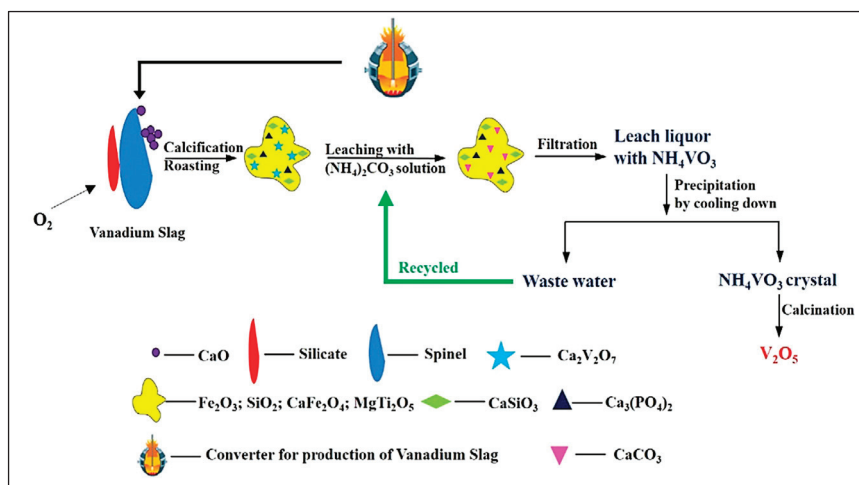 Calcification
Roasting
Leaching with
(NH₄)₂CO₃ solution
Filtration
Leach liquor
with NH₄VO₃
O₂
Vanadium Slag
Precipitation
by cooling down
Recycled
Waste water
NH₄VO₃ crystal
Calcination
V₂O₅
CaO
Silicate
Spinel
Ca₂V₂O₇
Fe₂O₃; SiO₂; CaFe₂O₄; MgTi₂O₅
CaSiO₃
Ca₃(PO₄)₂
Converter for production of Vanadium Slag
CaCO₃